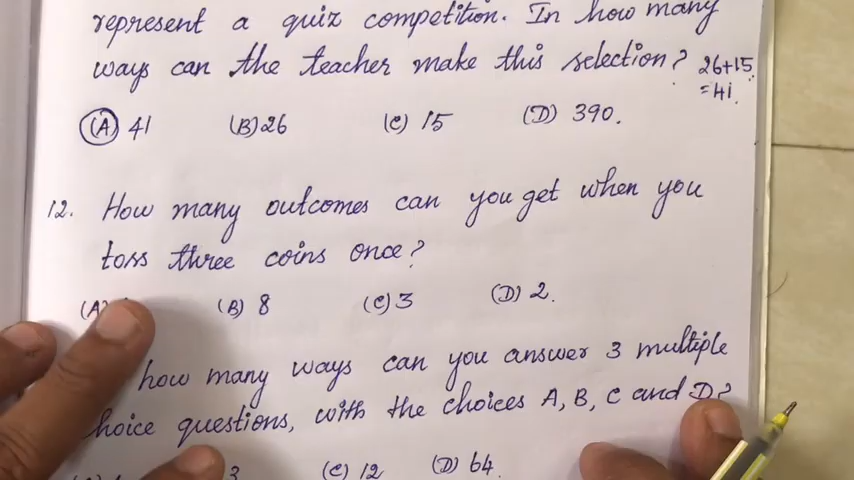 represent a quiz competition. In how many
ways can the teacher make this selection? 26+15
=41.
(A) 41 (B) 26 (C) 15 (D) 390.
12. How many outcomes can you get when you
toss three coins once?
(A) (B) 8 (C) 3 (D) 2.
how many ways can you answer 3 multiple
choice questions, with the choices A, B, C and D?
3 (C) 12 (D) 64.